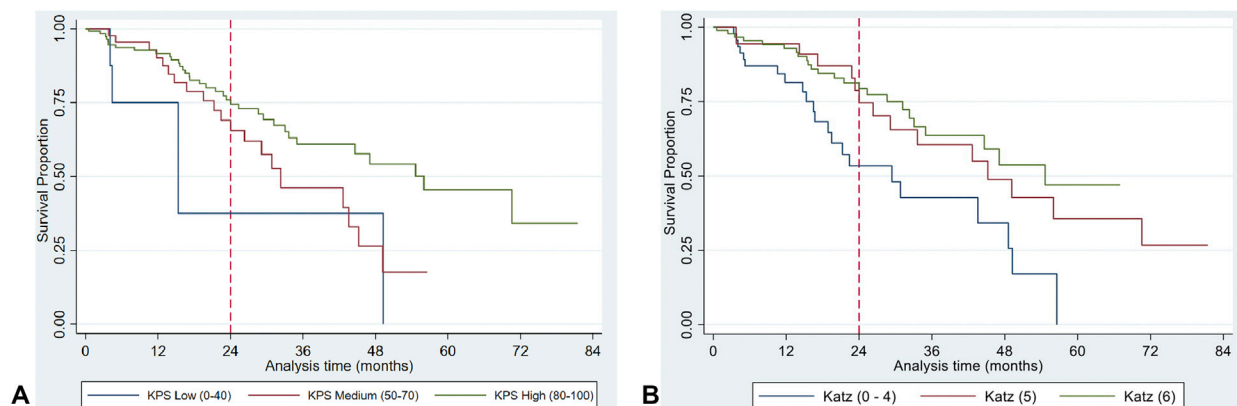 1.00
0.75
0.50
0.25
0.00
Survival Proportion
0 12 24 36 48 60 72 84
Analysis time (months)
KPS Low (0-40) KPS Medium (50-70) KPS High (80-100)
A
1.00
0.75
0.50
0.25
0.00
Survival Proportion
0 12 24 36 48 60 72 84
Analysis time (months)
Katz (0 - 4) Katz (5) Katz (6)
B